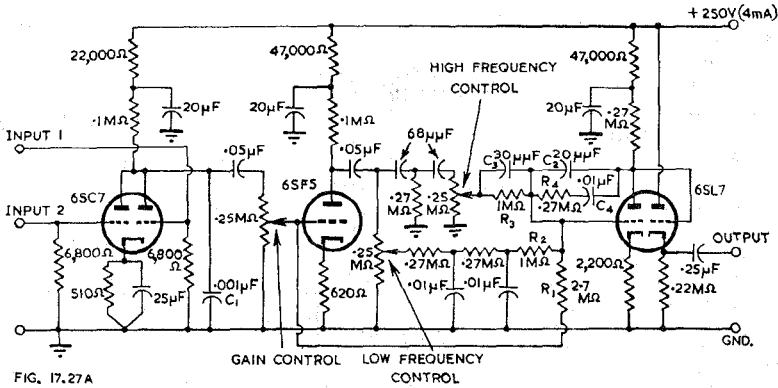 + 250V (4mA)
22,000Ω
47,000Ω
47,000Ω
HIGH FREQUENCY
CONTROL
20μF
20μF
20μF
·1MΩ
·1MΩ
·27
MΩ
INPUT 1
·05μF
·05μF
68μμF
30μμF
C3
20μμF
C2
·01μF
R4
C4
6SC7
6SF5
6SL7
·27
MΩ
·25
MΩ
1MΩ
R3
·27MΩ
INPUT 2
·25MΩ
OUTPUT
6,800Ω
6,800Ω
·25
MΩ
·27MΩ
·27MΩ
R2
1MΩ
2,200Ω
·25μF
·22MΩ
510Ω
25μF
·001μF
C1
620Ω
·01μF
·01μF
R1
2·7
MΩ
GND.
GAIN CONTROL
LOW FREQUENCY
CONTROL
FIG. 17.27A